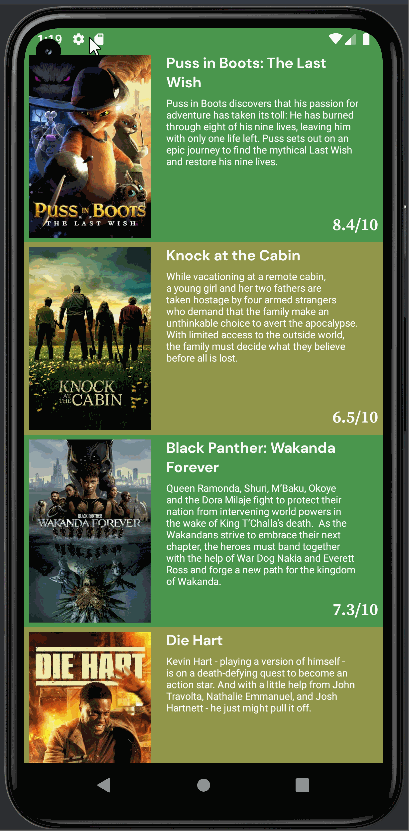 1:19
Puss in Boots: The Last
Wish
Puss in Boots discovers that his passion for
adventure has taken its toll: He has burned
through eight of his nine lives, leaving him
with only one life left. Puss sets out on an
epic journey to find the mythical Last Wish
and restore his nine lives.
PUSS IN BOOTS
THE LAST WISH
8.4/10
Knock at the Cabin
While vacationing at a remote cabin,
a young girl and her two fathers are
taken hostage by four armed strangers
who demand that the family make an
unthinkable choice to avert the apocalypse.
With limited access to the outside world,
the family must decide what they believe
before all is lost.
KNOCK
AT THE CABIN
6.5/10
Black Panther: Wakanda
Forever
Queen Ramonda, Shuri, M’Baku, Okoye
and the Dora Milaje fight to protect their
nation from intervening world powers in
the wake of King T’Challa’s death.  As the
Wakandans strive to embrace their next
chapter, the heroes must band together
with the help of War Dog Nakia and Everett
Ross and forge a new path for the kingdom
of Wakanda.
BLACK PANTHER
WAKANDA FOREVER
7.3/10
Die Hart
Kevin Hart - playing a version of himself -
is on a death-defying quest to become an
action star. And with a little help from John
Travolta, Nathalie Emmanuel, and Josh
Hartnett - he just might pull it off.
DIE HART